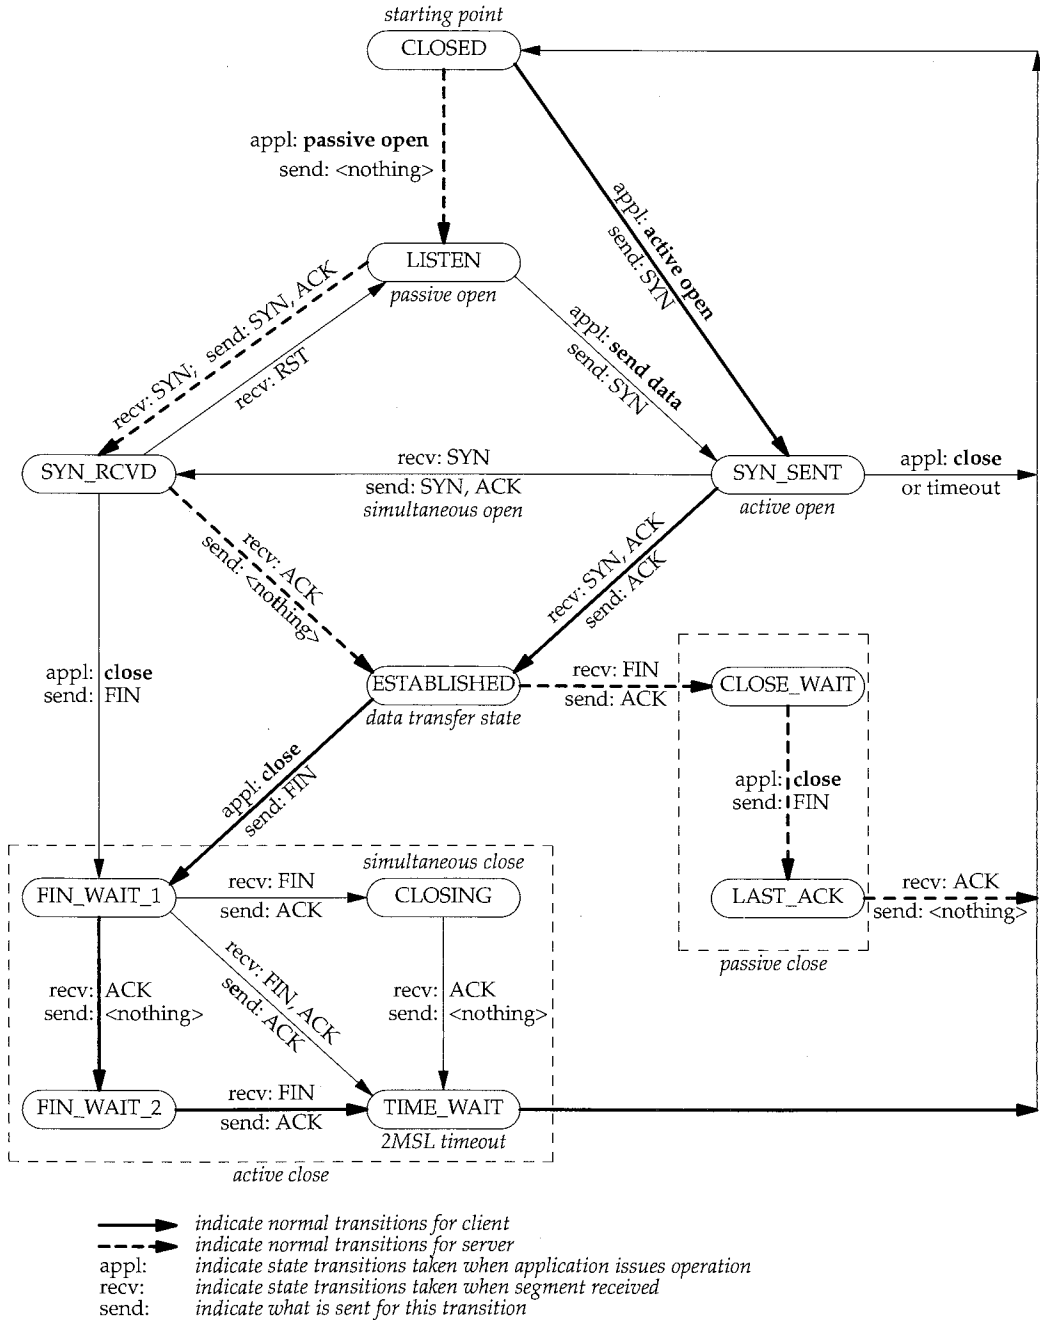 starting point
CLOSED
appl: passive open
send: <nothing>
appl: active open
send: SYN
LISTEN
passive open
recv: SYN; send: SYN, ACK
recv: RST
appl: send data
send: SYN
SYN_RCVD
recv: SYN
send: SYN, ACK
simultaneous open
SYN_SENT
active open
appl: close
or timeout
recv: ACK
send: <nothing>
recv: SYN, ACK
send: ACK
appl: close
send: FIN
ESTABLISHED
data transfer state
recv: FIN
send: ACK
CLOSE_WAIT
appl: close
send: FIN
appl: close
send: FIN
simultaneous close
FIN_WAIT_1
recv: FIN
send: ACK
CLOSING
LAST_ACK
recv: ACK
send: <nothing>
passive close
recv: ACK
send: <nothing>
recv: FIN, ACK
send: ACK
recv: ACK
send: <nothing>
FIN_WAIT_2
recv: FIN
send: ACK
TIME_WAIT
2MSL timeout
active close
indicate normal transitions for client
indicate normal transitions for server
appl: indicate state transitions taken when application issues operation
recv: indicate state transitions taken when segment received
send: indicate what is sent for this transition